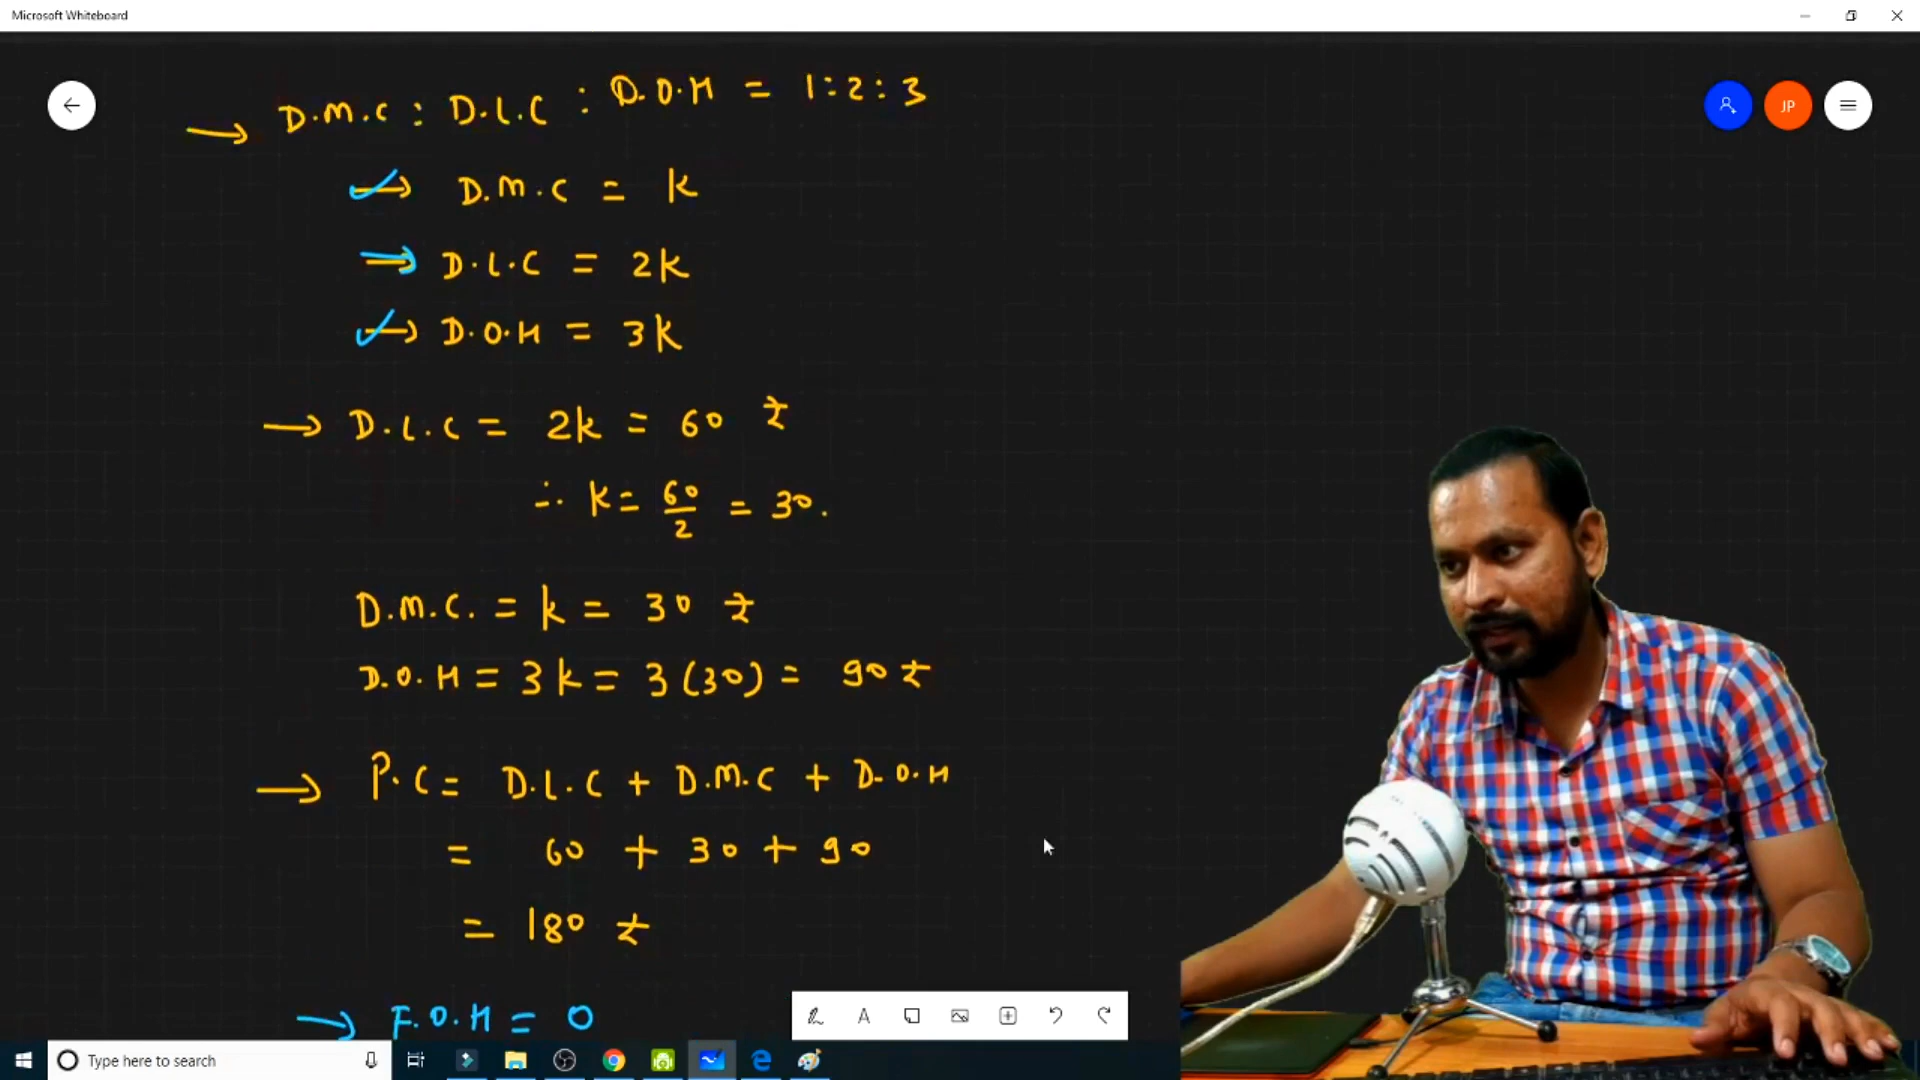 Microsoft Whiteboard
JP
→ D.M.C : D.L.C : D.O.H = 1:2:3
→ D.M.C = k
⇒ D.L.C = 2k
→ D.O.H = 3k
→ D.L.C = 2k = 60 ₹
∴ k = 60/2 = 30.
D.M.C. = k = 30 ₹
D.O.H = 3k = 3(30) = 90 ₹
→ P.C = D.L.C + D.M.C + D.O.H
= 60 + 30 + 90
= 180 ₹
→ F.O.H = 0
A
Type here to search